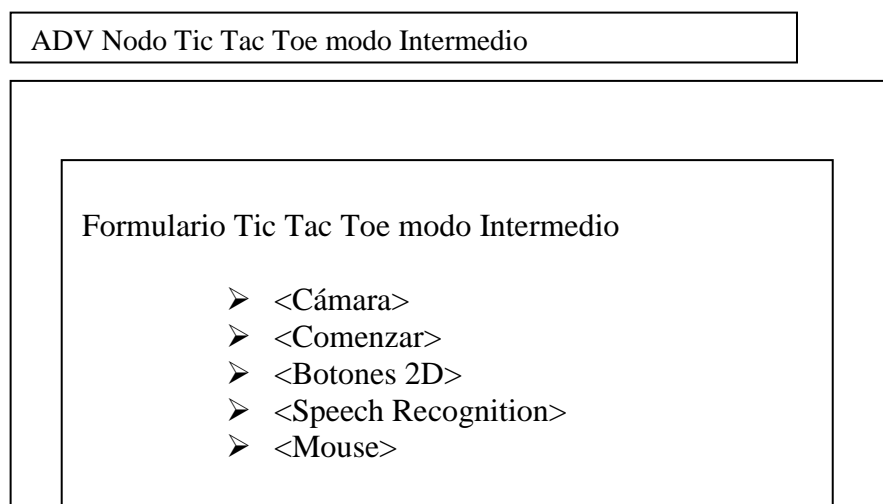 ADV Nodo Tic Tac Toe modo Intermedio
Formulario Tic Tac Toe modo Intermedio
➢ <Cámara>
➢ <Comenzar>
➢ <Botones 2D>
➢ <Speech Recognition>
➢ <Mouse>